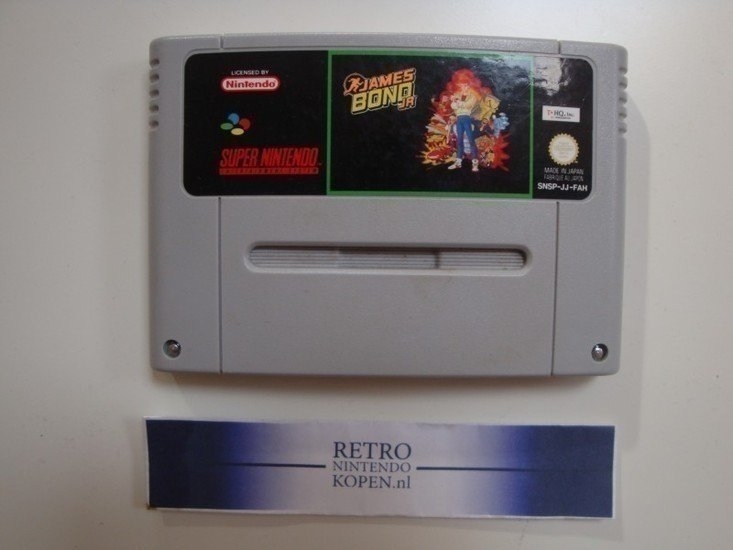 LICENSED BY
Nintendo
SUPER NINTENDO
ENTERTAINMENT SYSTEM
JAMES
BOND
JR
T•HQ, Inc.
MADE IN JAPAN
FABRIQUÉ AU JAPON
SNSP-JJ-FAH
RETRO
NINTENDO
KOPEN.nl